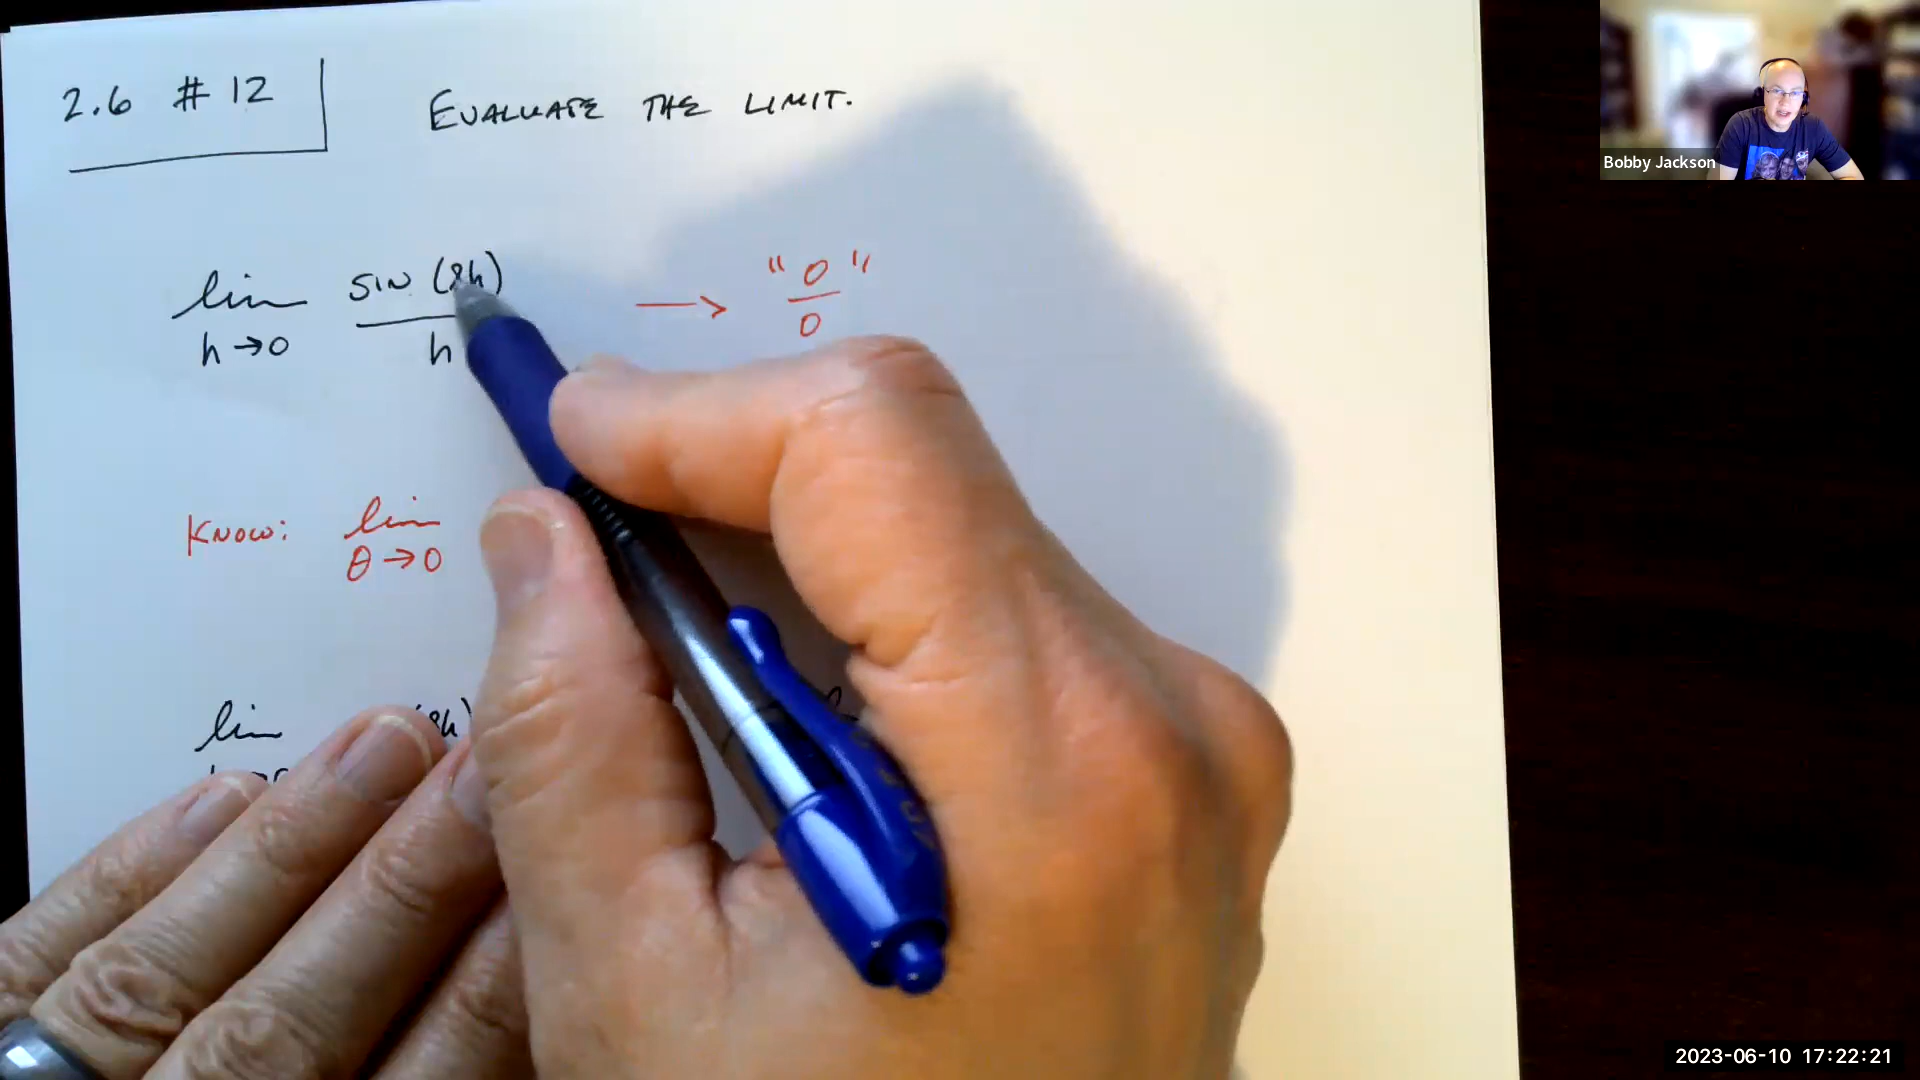 2.6 # 12
EVALUATE THE LIMIT.
lim sin (8h) → "0"
h→0 h 0
KNOW: lim
θ→0
lim (8h)
Bobby Jackson
2023-06-10 17:22:21